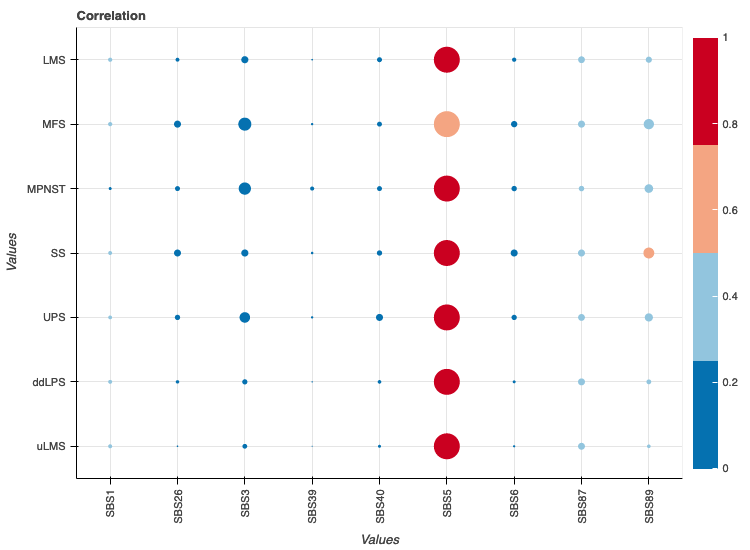 Correlation
LMS
MFS
MPNST
SS
UPS
ddLPS
uLMS
Values
SBS1
SBS26
SBS3
SBS39
SBS40
SBS5
SBS6
SBS87
SBS89
Values
1
0.8
0.6
0.4
0.2
0